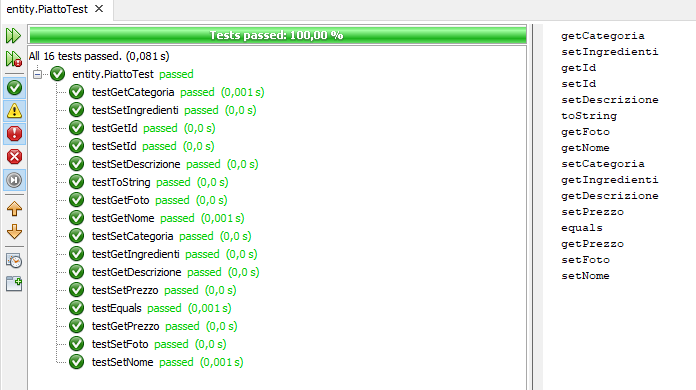 entity.PiattoTest
Tests passed: 100,00 %
All 16 tests passed. (0,081 s)
entity.PiattoTest passed
testGetCategoria passed (0,001 s)
testSetIngredienti passed (0,0 s)
testGetId passed (0,0 s)
testSetId passed (0,0 s)
testSetDescrizione passed (0,0 s)
testToString passed (0,0 s)
testGetFoto passed (0,0 s)
testGetNome passed (0,001 s)
testSetCategoria passed (0,0 s)
testGetIngredienti passed (0,0 s)
testGetDescrizione passed (0,0 s)
testSetPrezzo passed (0,0 s)
testEquals passed (0,001 s)
testGetPrezzo passed (0,0 s)
testSetFoto passed (0,0 s)
testSetNome passed (0,001 s)
getCategoria
setIngredienti
getId
setId
setDescrizione
toString
getFoto
getNome
setCategoria
getIngredienti
getDescrizione
setPrezzo
equals
getPrezzo
setFoto
setNome